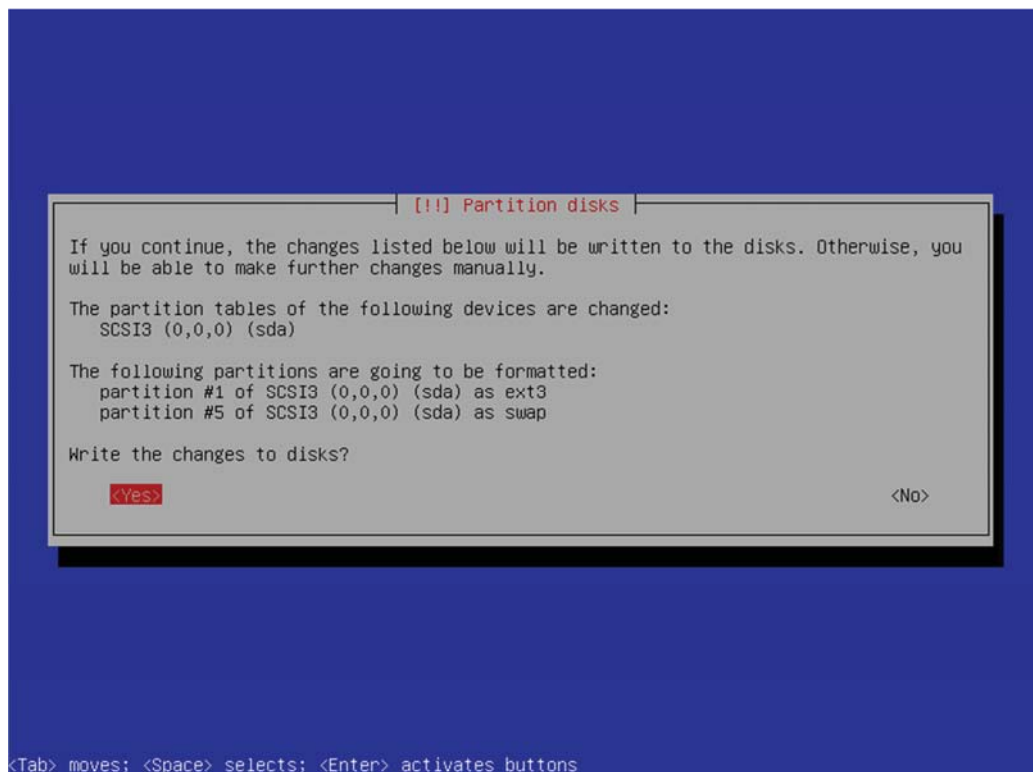 [!!] Partition disks
If you continue, the changes listed below will be written to the disks. Otherwise, you
will be able to make further changes manually.
The partition tables of the following devices are changed:
SCSI3 (0,0,0) (sda)
The following partitions are going to be formatted:
partition #1 of SCSI3 (0,0,0) (sda) as ext3
partition #5 of SCSI3 (0,0,0) (sda) as swap
Write the changes to disks?
<Yes> <No>
<Tab> moves; <Space> selects; <Enter> activates buttons